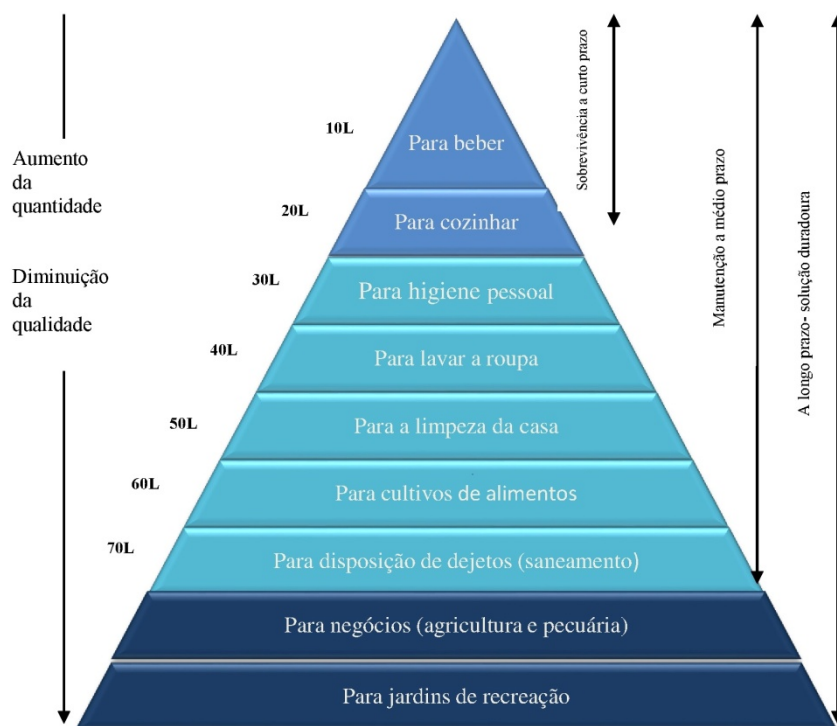 Aumento
da
quantidade
Diminuição
da
qualidade
10L
Para beber
20L
Para cozinhar
30L
Para higiene pessoal
40L
Para lavar a roupa
50L
Para a limpeza da casa
60L
Para cultivos de alimentos
70L
Para disposição de dejetos (saneamento)
Para negócios (agricultura e pecuária)
Para jardins de recreação
Sobrevivência a curto prazo
Manutenção a médio prazo
A longo prazo- solução duradoura